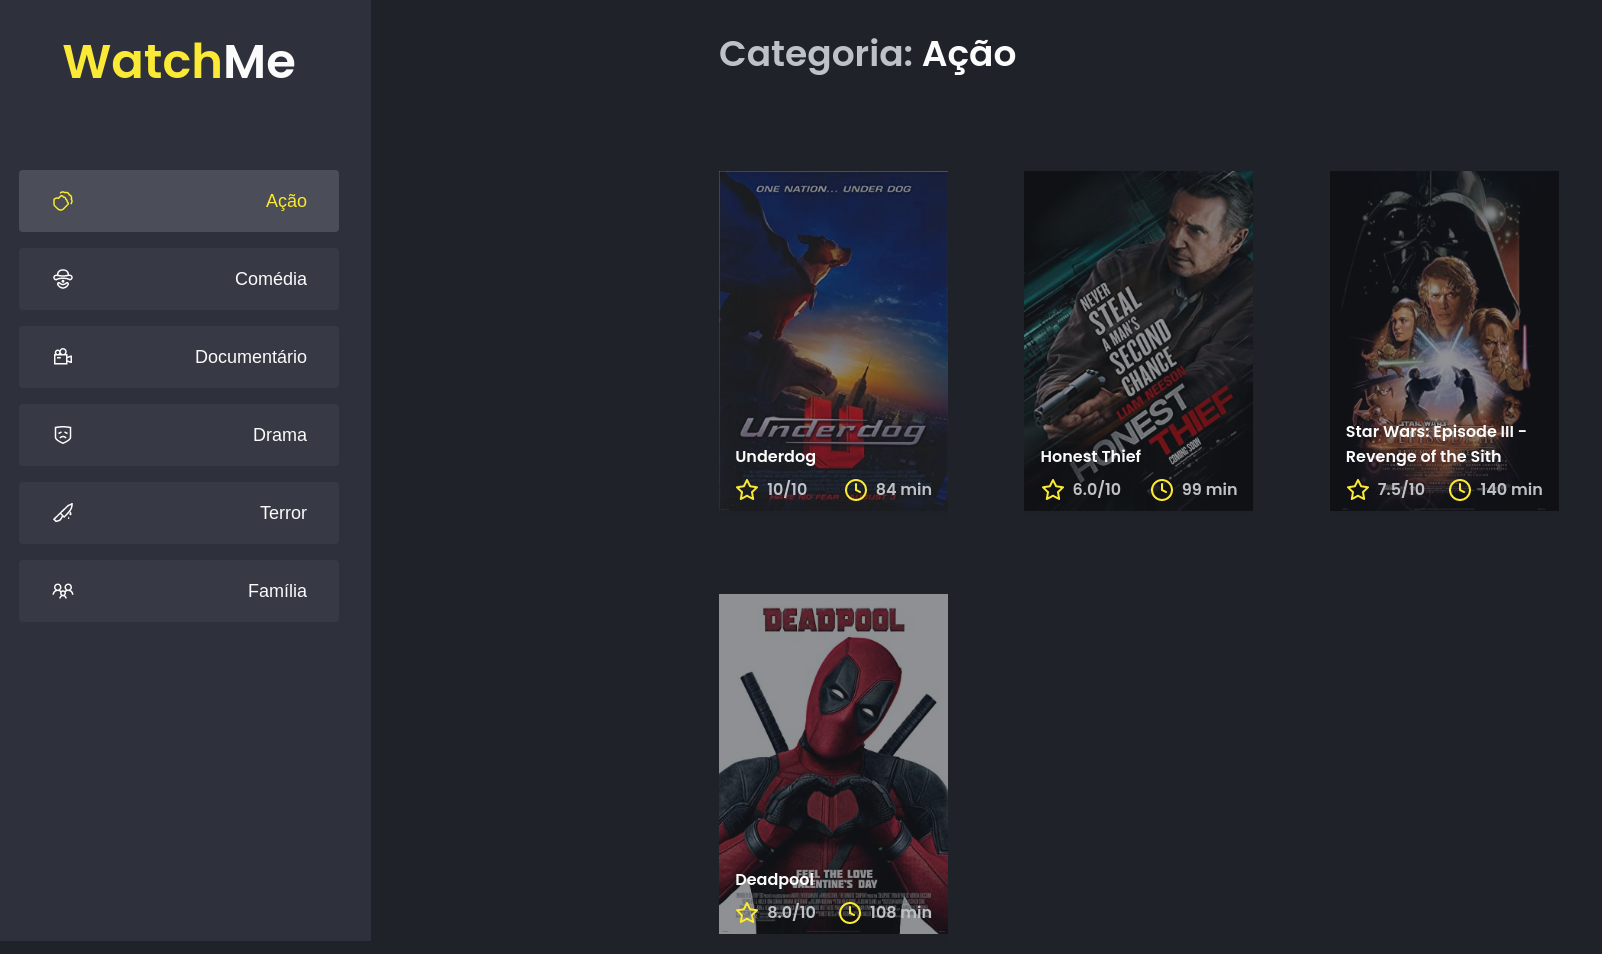 WatchMe
Ação
Comédia
Documentário
Drama
Terror
Família
Categoria: Ação
ONE NATION... UNDER DOG
Underdog
Underdog
10/10
84 min
NEVER
STEAL
A MAN'S
SECOND
CHANCE
LIAM NEESON
HONEST
THIEF
COMING SOON
Honest Thief
6.0/10
99 min
Star Wars: Episode III -
Revenge of the Sith
7.5/10
140 min
DEADPOOL
FEEL THE LOVE
VALENTINE'S DAY
Deadpool
8.0/10
108 min